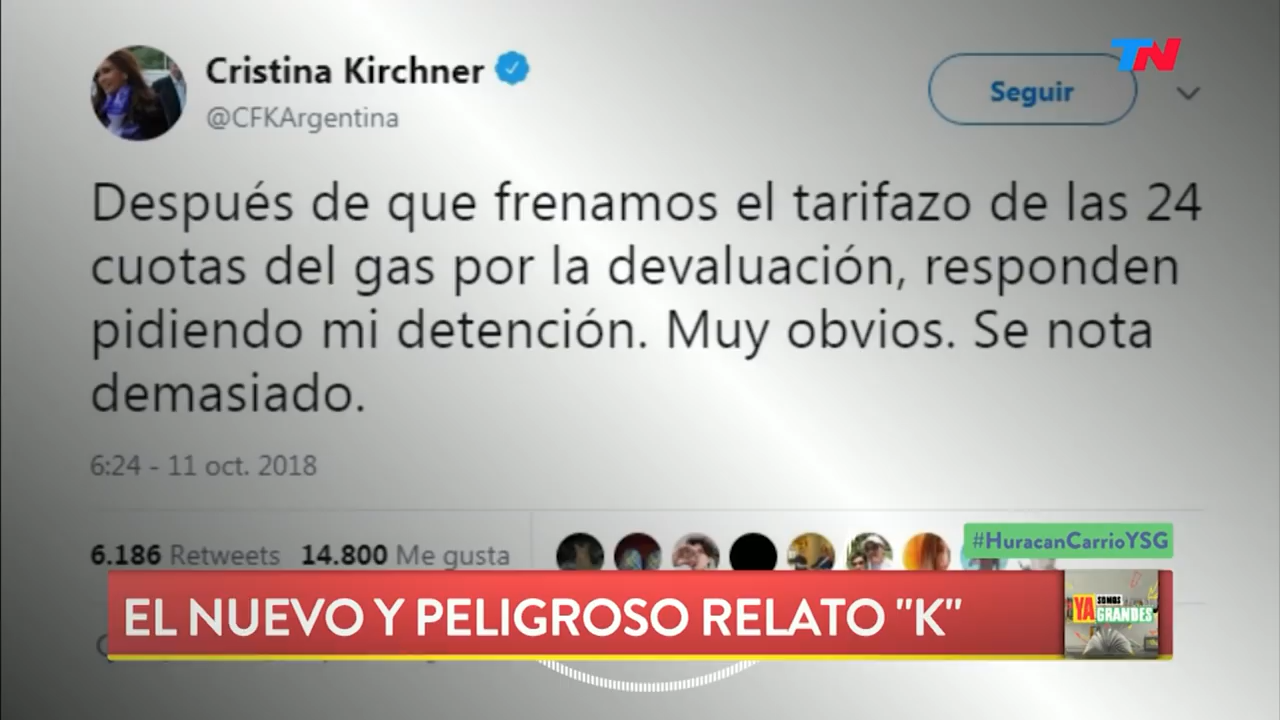 TN
Cristina Kirchner
@CFKArgentina
Seguir
Después de que frenamos el tarifazo de las 24
cuotas del gas por la devaluación, responden
pidiendo mi detención. Muy obvios. Se nota
demasiado.
6:24 - 11 oct. 2018
6.186 Retweets 14.800 Me gusta
#HuracanCarrioYSG
EL NUEVO Y PELIGROSO RELATO "K"
YA SOMOS GRANDES